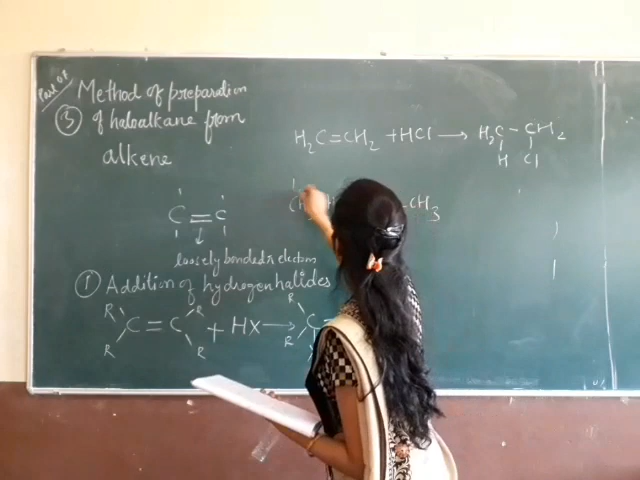 Part of
Method of preparation
③ of haloalkane from
alkene
H₂C=CH₂ + HCl → H₂C - CH₂
H Cl
CH₃
C = C
loosely bonded π electrons
① Addition of hydrogen halides
R R R
C = C + HX → C
R R R